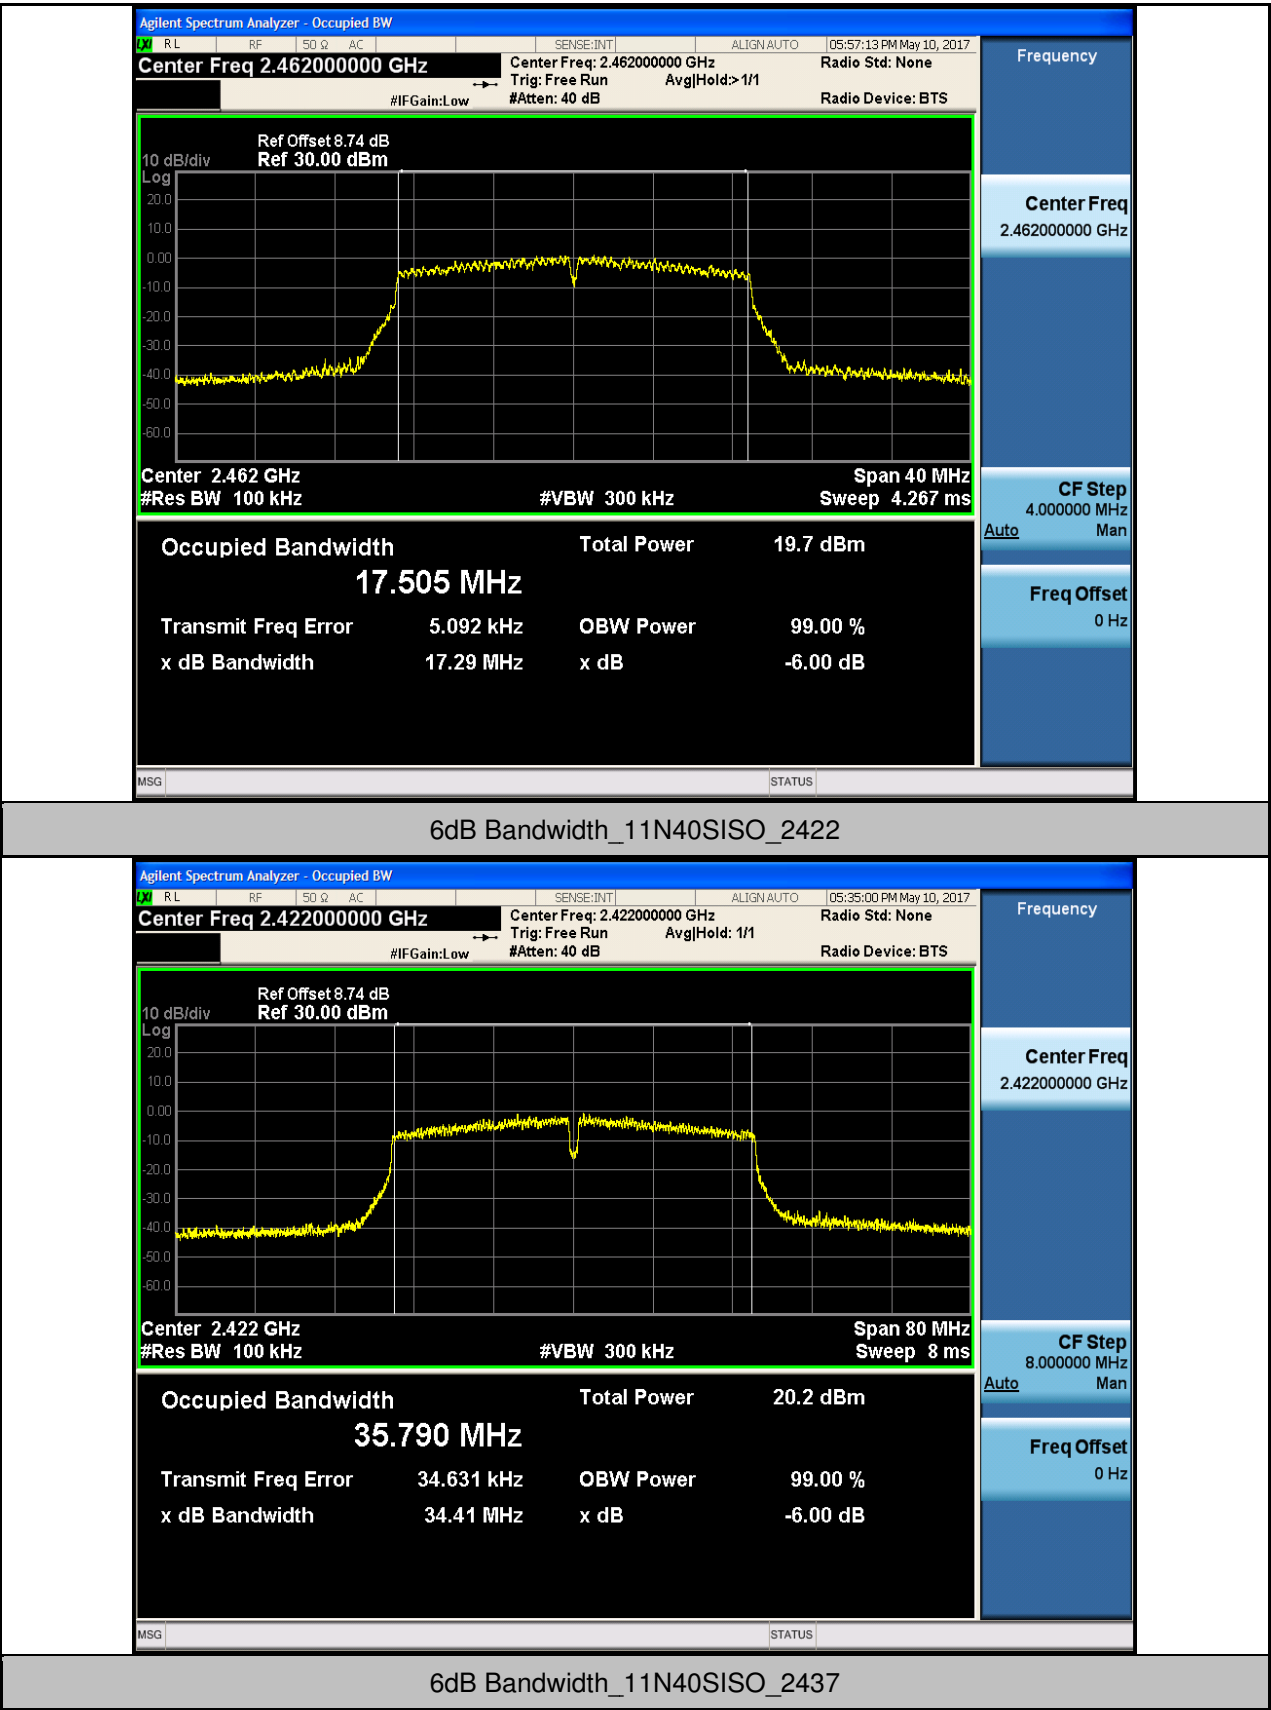 Agilent Spectrum Analyzer - Occupied BW
LXI RL RF 50 Ω AC SENSE:INT ALIGN AUTO 05:57:13 PM May 10, 2017
Center Freq 2.462000000 GHz
Center Freq: 2.462000000 GHz
Radio Std: None
Trig: Free Run Avg|Hold:>1/1
#IFGain:Low
#Atten: 40 dB
Radio Device: BTS
Ref Offset 8.74 dB
10 dB/div Ref 30.00 dBm
Log
20.0
10.0
0.00
-10.0
-20.0
-30.0
-40.0
-50.0
-60.0
Center 2.462 GHz Span 40 MHz
#Res BW 100 kHz #VBW 300 kHz Sweep 4.267 ms
Occupied Bandwidth Total Power 19.7 dBm
17.505 MHz
Transmit Freq Error 5.092 kHz OBW Power 99.00 %
x dB Bandwidth 17.29 MHz x dB -6.00 dB
MSG STATUS
Frequency
Center Freq
2.462000000 GHz
CF Step
4.000000 MHz
Auto Man
Freq Offset
0 Hz
6dB Bandwidth_11N40SISO_2422
Agilent Spectrum Analyzer - Occupied BW
LXI RL RF 50 Ω AC SENSE:INT ALIGN AUTO 05:35:00 PM May 10, 2017
Center Freq 2.422000000 GHz
Center Freq: 2.422000000 GHz
Radio Std: None
Trig: Free Run Avg|Hold: 1/1
#IFGain:Low
#Atten: 40 dB
Radio Device: BTS
Ref Offset 8.74 dB
10 dB/div Ref 30.00 dBm
Log
20.0
10.0
0.00
-10.0
-20.0
-30.0
-40.0
-50.0
-60.0
Center 2.422 GHz Span 80 MHz
#Res BW 100 kHz #VBW 300 kHz Sweep 8 ms
Occupied Bandwidth Total Power 20.2 dBm
35.790 MHz
Transmit Freq Error 34.631 kHz OBW Power 99.00 %
x dB Bandwidth 34.41 MHz x dB -6.00 dB
MSG STATUS
Frequency
Center Freq
2.422000000 GHz
CF Step
8.000000 MHz
Auto Man
Freq Offset
0 Hz
6dB Bandwidth_11N40SISO_2437